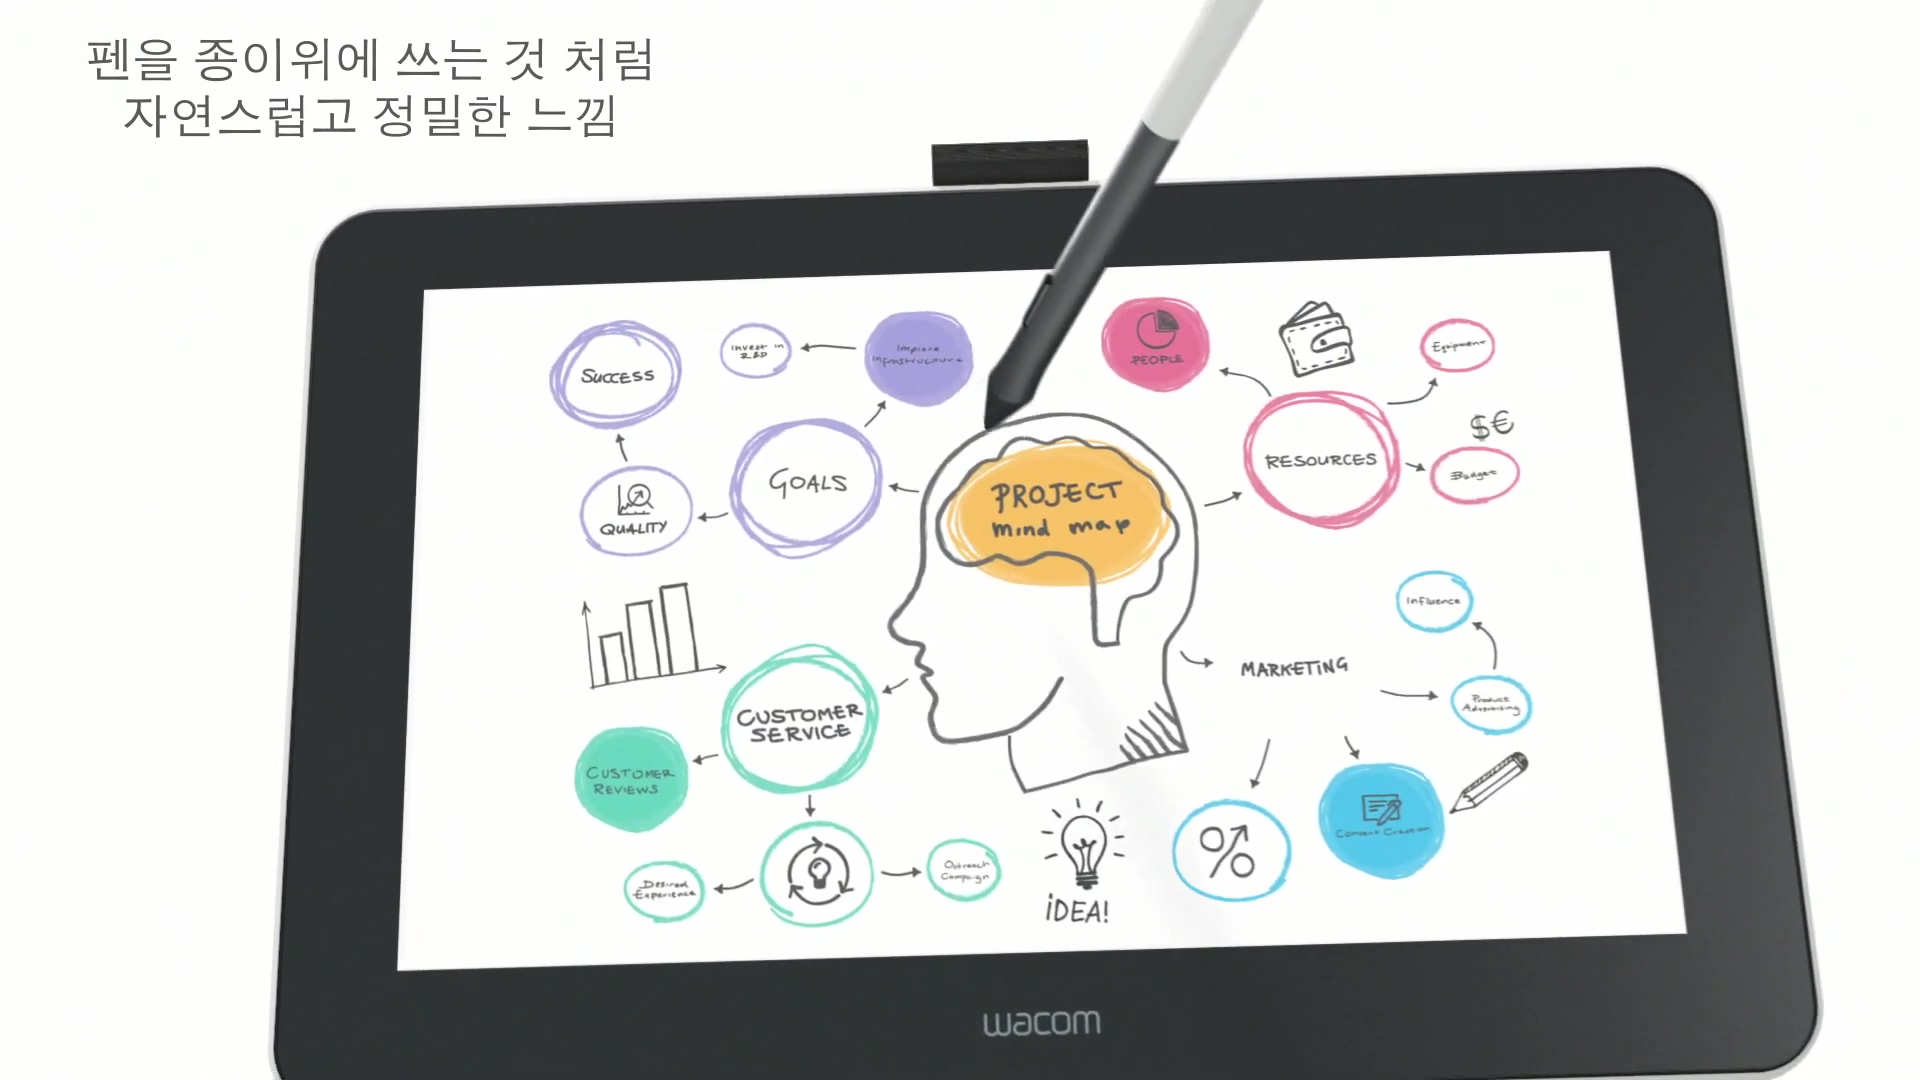 펜을 종이위에 쓰는 것 처럼
자연스럽고 정밀한 느낌
SUCCESS
Invest in
R&D
Improve
Infrastructure
GOALS
QUALITY
PROJECT
mind map
PEOPLE
RESOURCES
Equipment
$€
Budget
CUSTOMER
SERVICE
CUSTOMER
REVIEWS
Desired
Experience
Outreach
Campaign
iDEA!
MARKETiNG
Influence
Product
Advertising
%
Content Creation
wacom